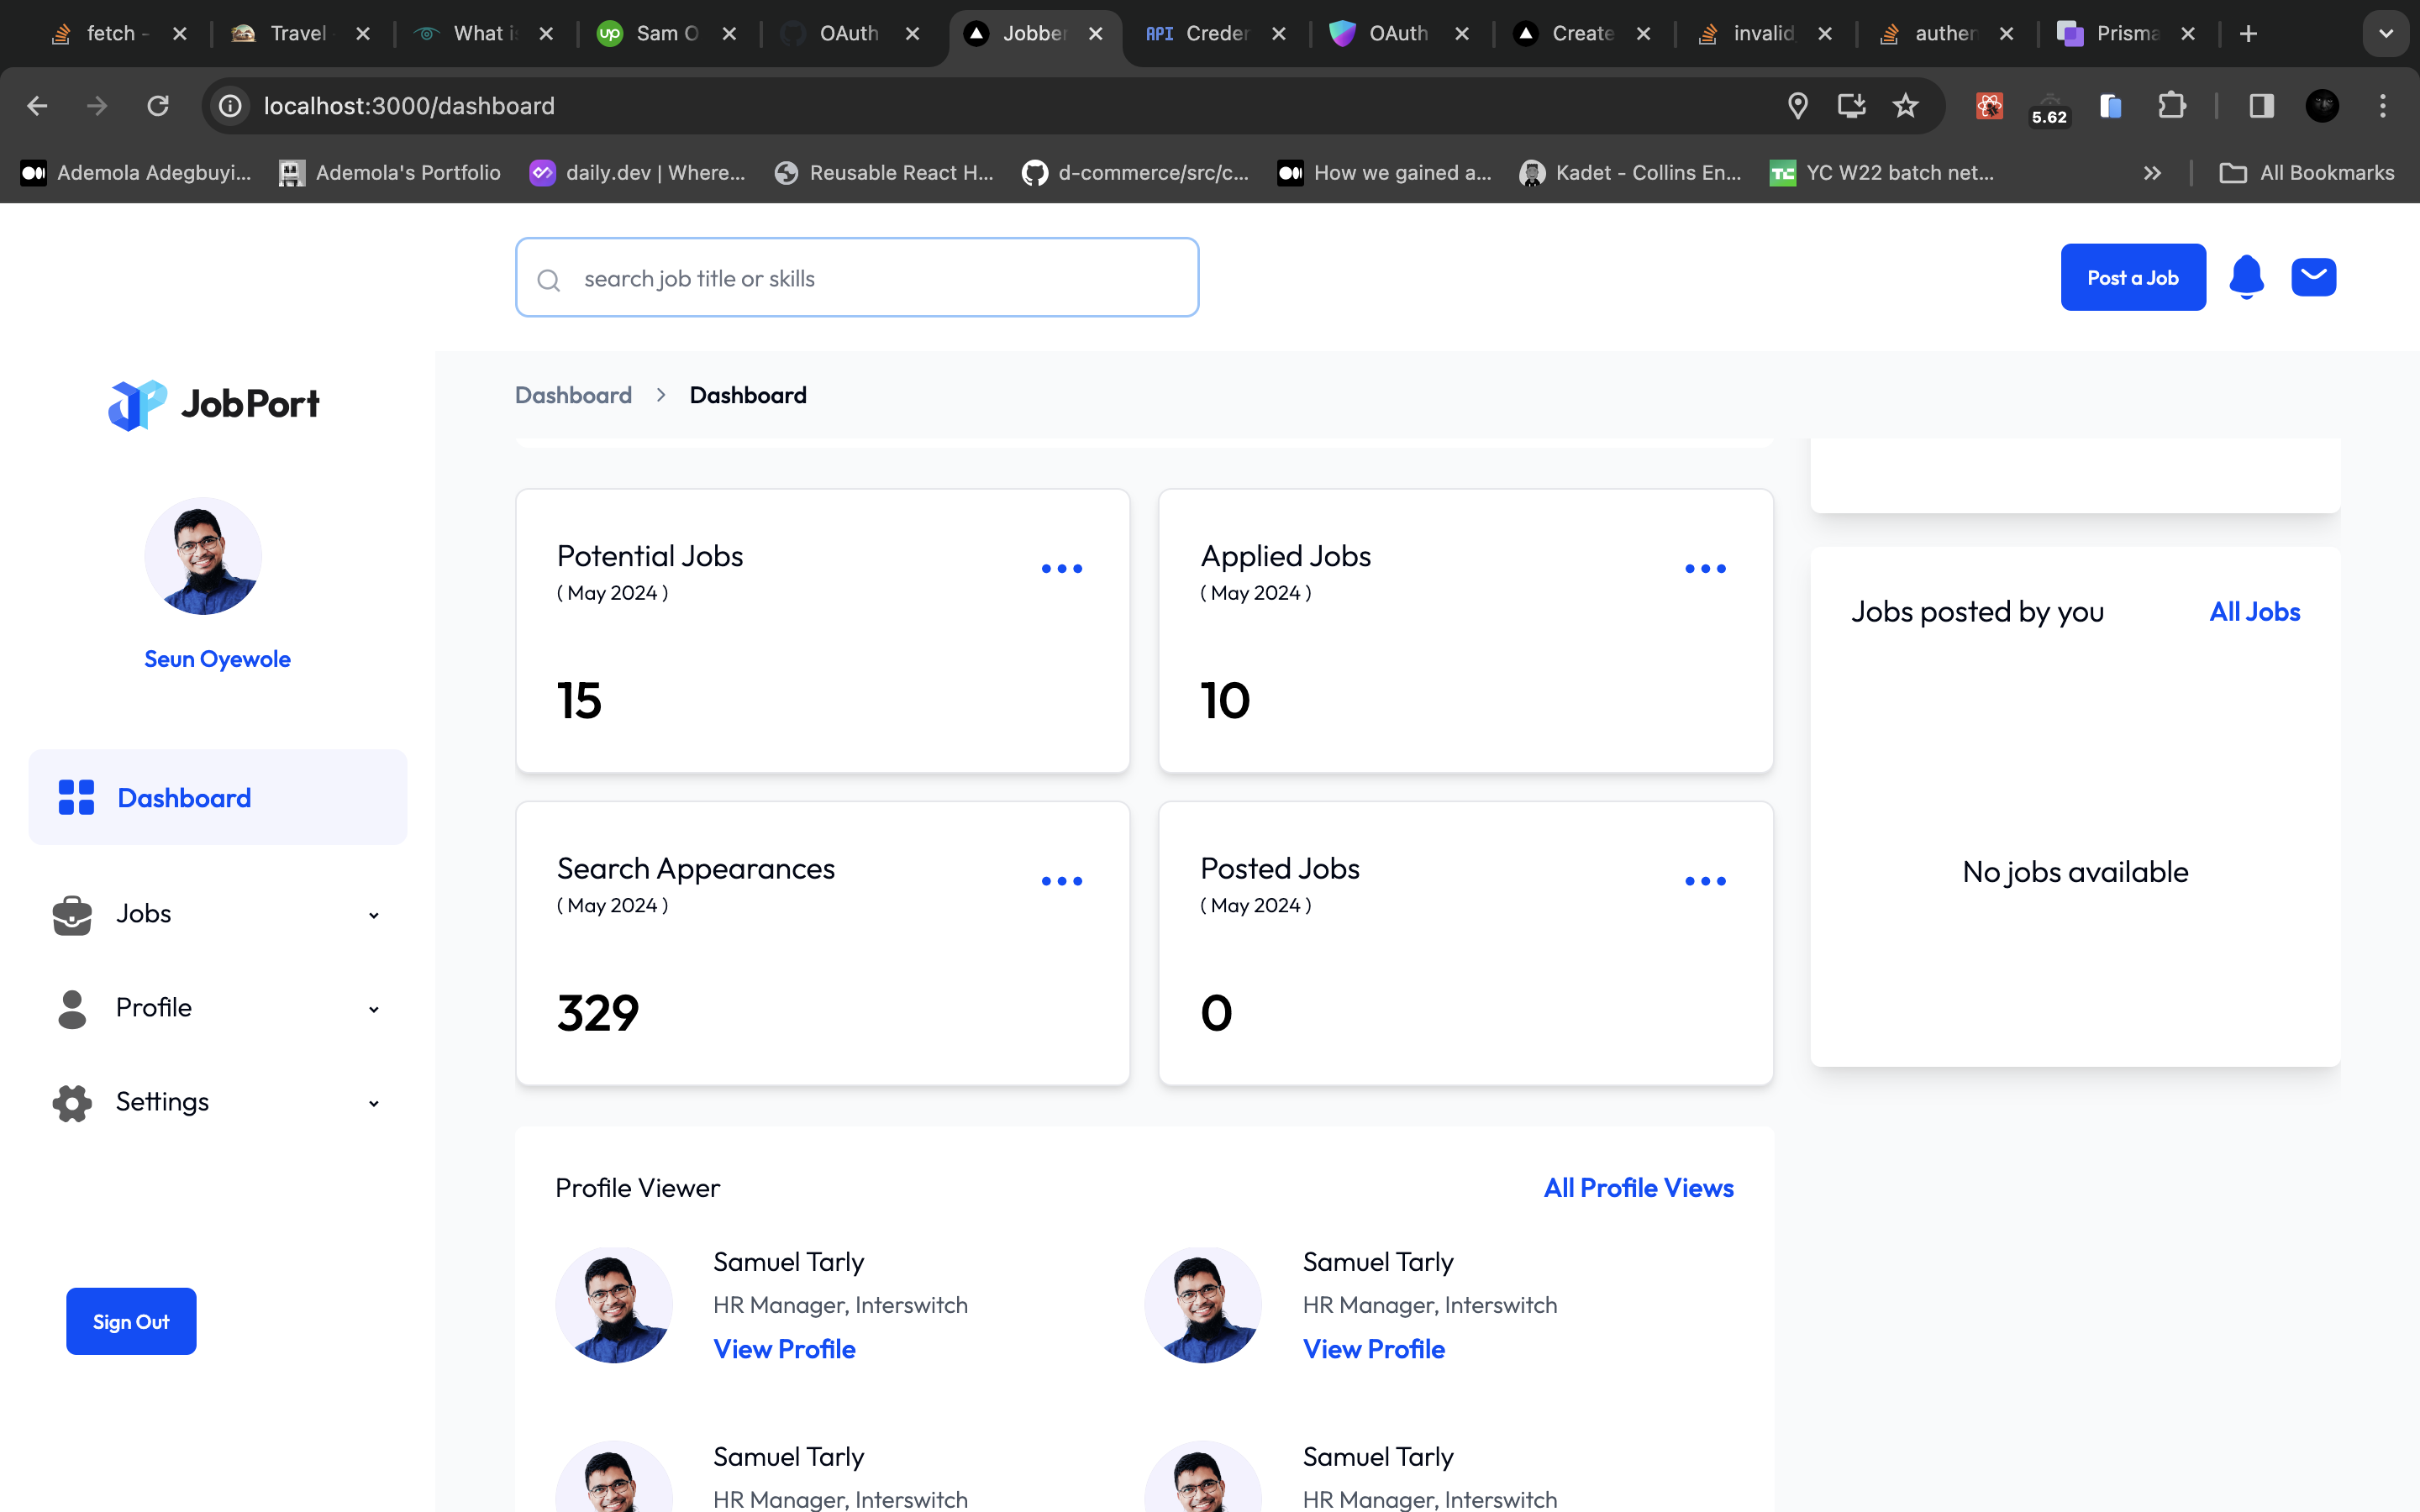 fetch -
Travel
What is
Sam O
OAuth
Jobber
API Creder
OAuth
Create
invalid
auther
Prisma
localhost:3000/dashboard
5.62
Ademola Adegbuyi...
Ademola's Portfolio
daily.dev | Where...
Reusable React H...
d-commerce/src/c...
How we gained a...
Kadet - Collins En...
YC W22 batch net...
All Bookmarks
search job title or skills
Post a Job
JobPort
Seun Oyewole
Dashboard
Jobs
Profile
Settings
Sign Out
Dashboard > Dashboard
Potential Jobs
( May 2024 )
15
Applied Jobs
( May 2024 )
10
Search Appearances
( May 2024 )
329
Posted Jobs
( May 2024 )
0
Jobs posted by you
All Jobs
No jobs available
Profile Viewer
All Profile Views
Samuel Tarly
HR Manager, Interswitch
View Profile
Samuel Tarly
HR Manager, Interswitch
View Profile
Samuel Tarly
HR Manager, Interswitch
Samuel Tarly
HR Manager, Interswitch